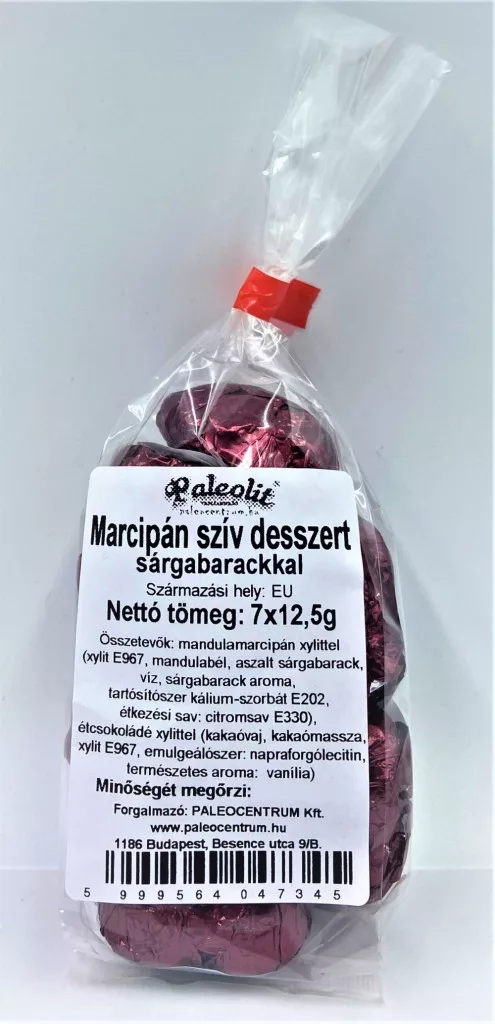 Paleolit
paleocentrum.hu
Marcipán szív desszert
sárgabarackkal
Származási hely: EU
Nettó tömeg: 7x12,5g
Összetevők: mandulamarcipán xylittel
(xylit E967, mandulabél, aszalt sárgabarack,
víz, sárgabarack aroma,
tartósítószer kálium-szorbát E202,
étkezési sav: citromsav E330),
étcsokoládé xylittel (kakaóvaj, kakaómassza,
xylit E967, emulgeálószer: napraforgólecitin,
természetes aroma: vanília)
Minőségét megőrzi:
Forgalmazó: PALEOCENTRUM Kft.
www.paleocentrum.hu
1186 Budapest, Besence utca 9/B.
5 999564 047345